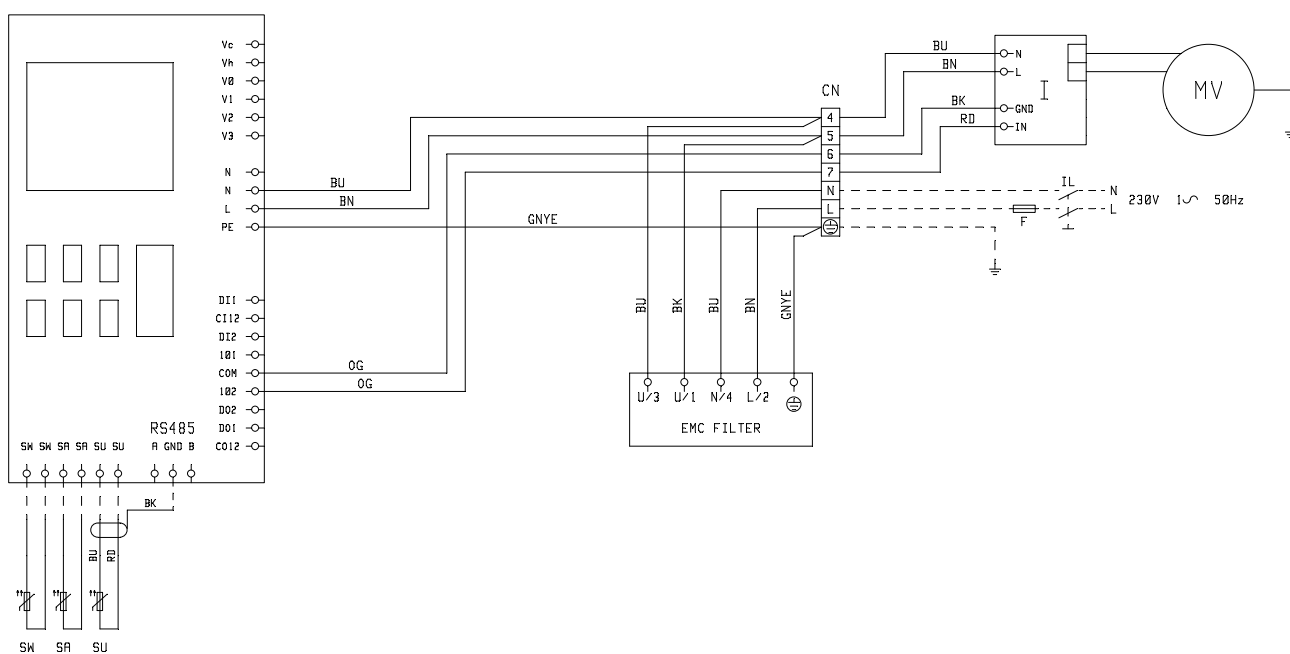 Vc
Vh
V0
V1
V2
V3
N
N
L
PE
DI1
CI12
DI2
101
COM
102
DO2
DO1
CO12
RS485
SW SW SA SA SU SU A GND B
BU
BN
GNYE
OG
OG
BK
BU
RD
SW SA SU
CN
4
5
6
7
N
L
BU
BN
BK
RD
N
L
GND
IN
I
MV
IL
F
N
L
230V 1 50Hz
BU
BK
BU
BN
GNYE
U/3 U/1 N/4 L/2
EMC FILTER